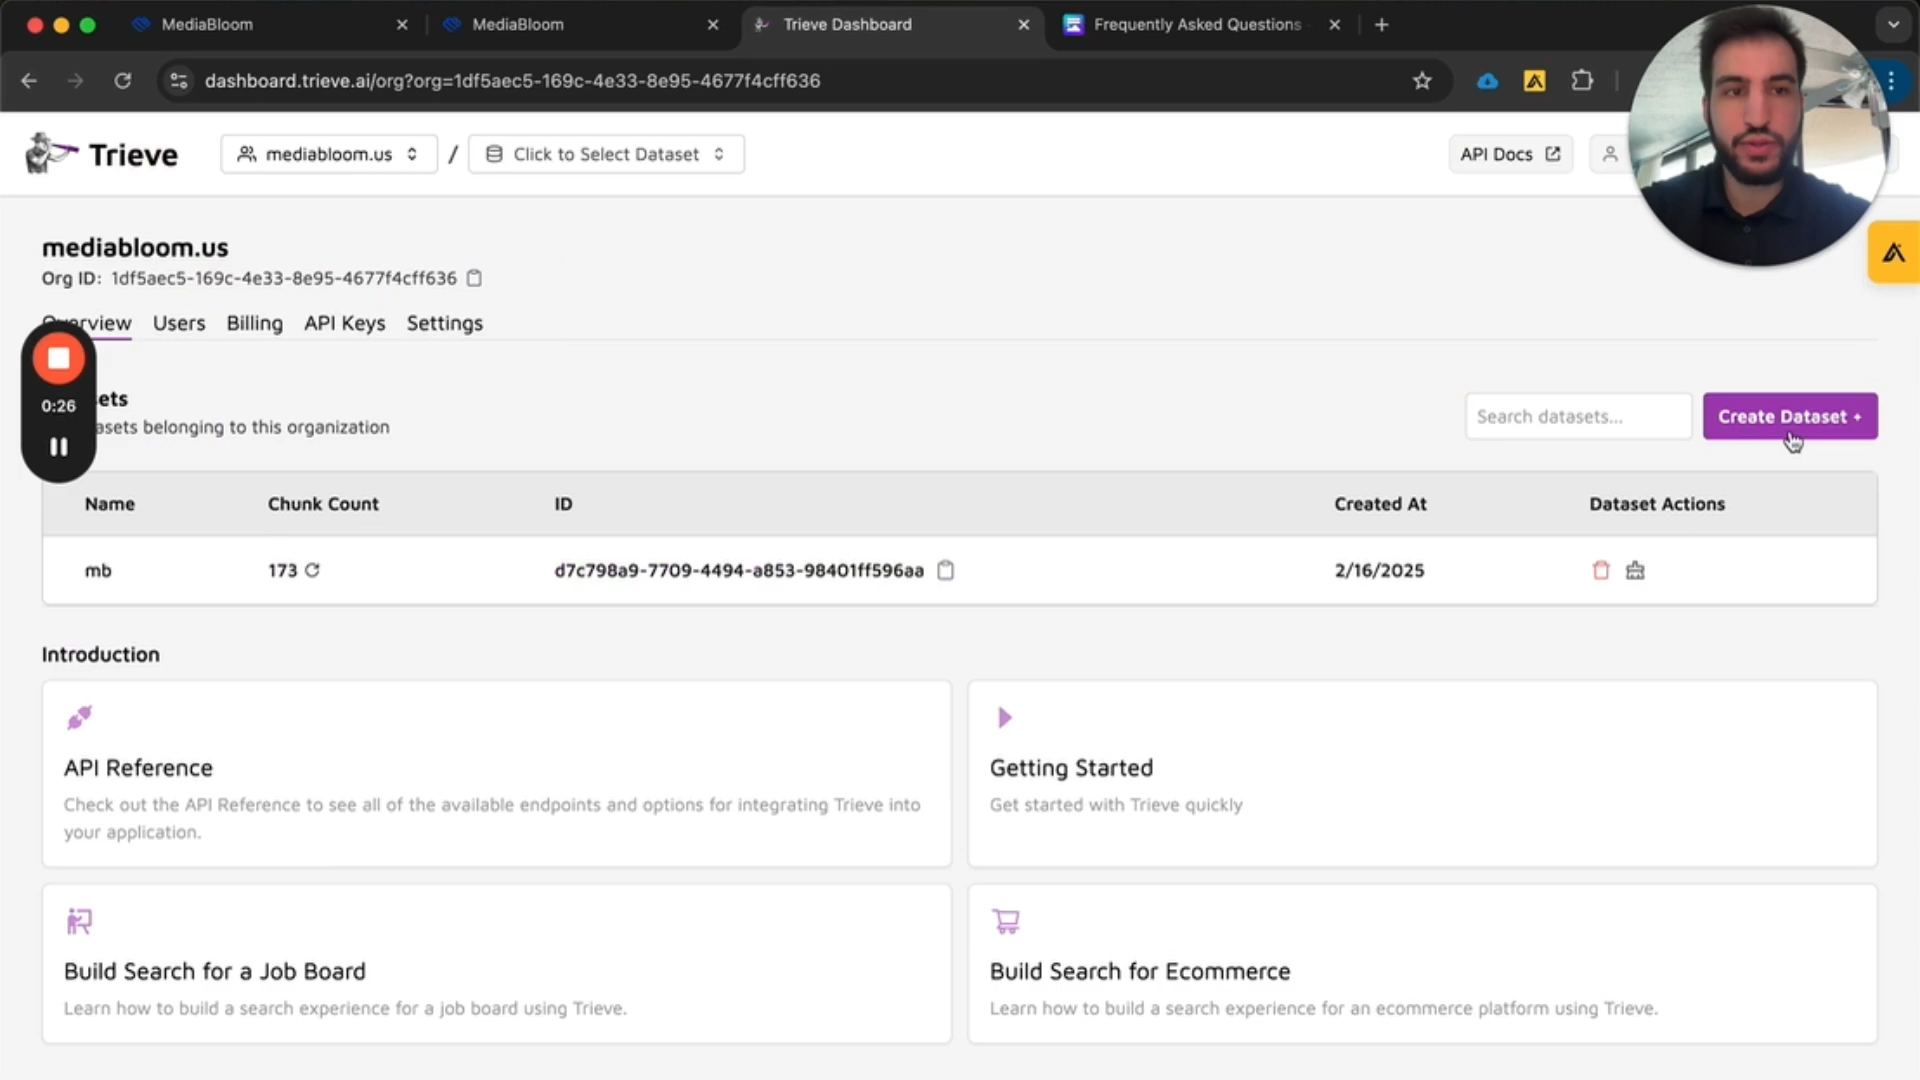 MediaBloom
MediaBloom
Trieve Dashboard
Frequently Asked Questions
dashboard.trieve.ai/org?org=1df5aec5-169c-4e33-8e95-4677f4cff636
Trieve
mediabloom.us / Click to Select Dataset
API Docs
mediabloom.us
Org ID: 1df5aec5-169c-4e33-8e95-4677f4cff636
Overview Users Billing API Keys Settings
0:26
ets
asets belonging to this organization
Search datasets...
Create Dataset +
Name Chunk Count ID Created At Dataset Actions
mb 173 d7c798a9-7709-4494-a853-98401ff596aa 2/16/2025
Introduction
API Reference
Check out the API Reference to see all of the available endpoints and options for integrating Trieve into
your application.
Getting Started
Get started with Trieve quickly
Build Search for a Job Board
Learn how to build a search experience for a job board using Trieve.
Build Search for Ecommerce
Learn how to build a search experience for an ecommerce platform using Trieve.